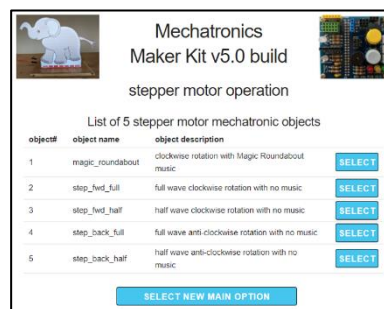 Mechatronics
Maker Kit v5.0 build
stepper motor operation
List of 5 stepper motor mechatronic objects
object# object name object description
1 magic_roundabout clockwise rotation with Magic Roundabout music SELECT
2 step_fwd_full full wave clockwise rotation with no music SELECT
3 step_fwd_half half wave clockwise rotation with no music SELECT
4 step_back_full full wave anti-clockwise rotation with no music SELECT
5 step_back_half half wave anti-clockwise rotation with no music SELECT
SELECT NEW MAIN OPTION